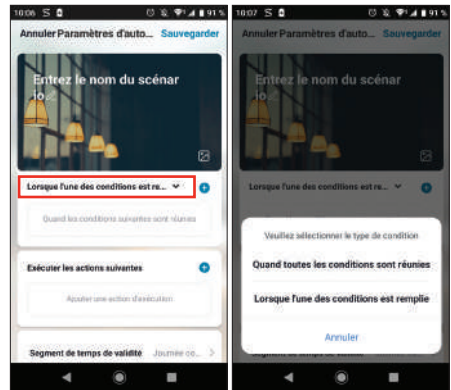 16:06 S 91 %
Annuler Paramètres d'auto... Sauvegarder
Entrez le nom du scénar
io
Lorsque l'une des conditions est re...
Quand les conditions suivantes sont réunies
Exécuter les actions suivantes
Ajouter une action d'exécution
Segment de temps de validité Journée co...
16:07 S 91 %
Annuler Paramètres d'auto... Sauvegarder
Entrez le nom du scénar
io
Lorsque l'une des conditions est re...
Veuillez sélectionner le type de condition
Quand toutes les conditions sont réunies
Lorsque l'une des conditions est remplie
Annuler